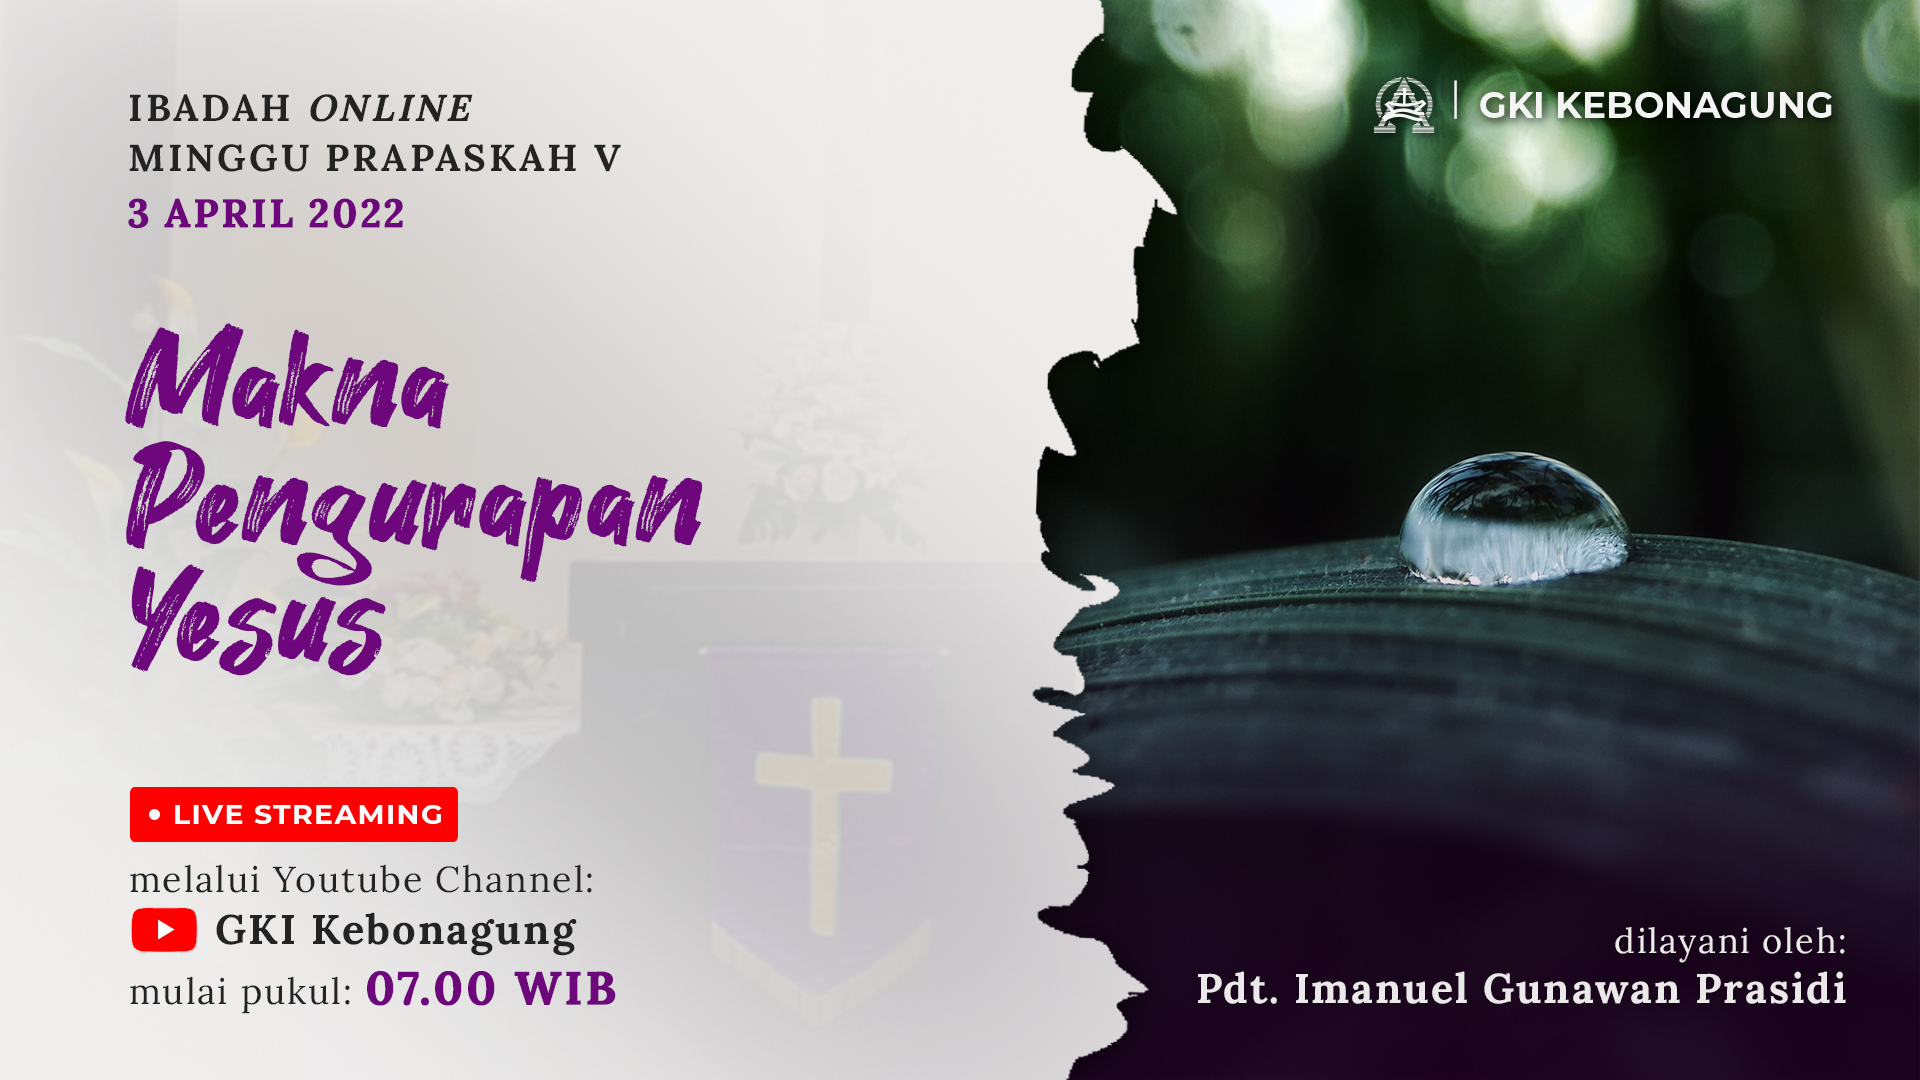 IBADAH ONLINE
MINGGU PRAPASKAH V
3 APRIL 2022
Makna
Pengurapan
Yesus
• LIVE STREAMING
melalui Youtube Channel:
GKI Kebonagung
mulai pukul: 07.00 WIB
GKI KEBONAGUNG
dilayani oleh:
Pdt. Imanuel Gunawan Prasidi